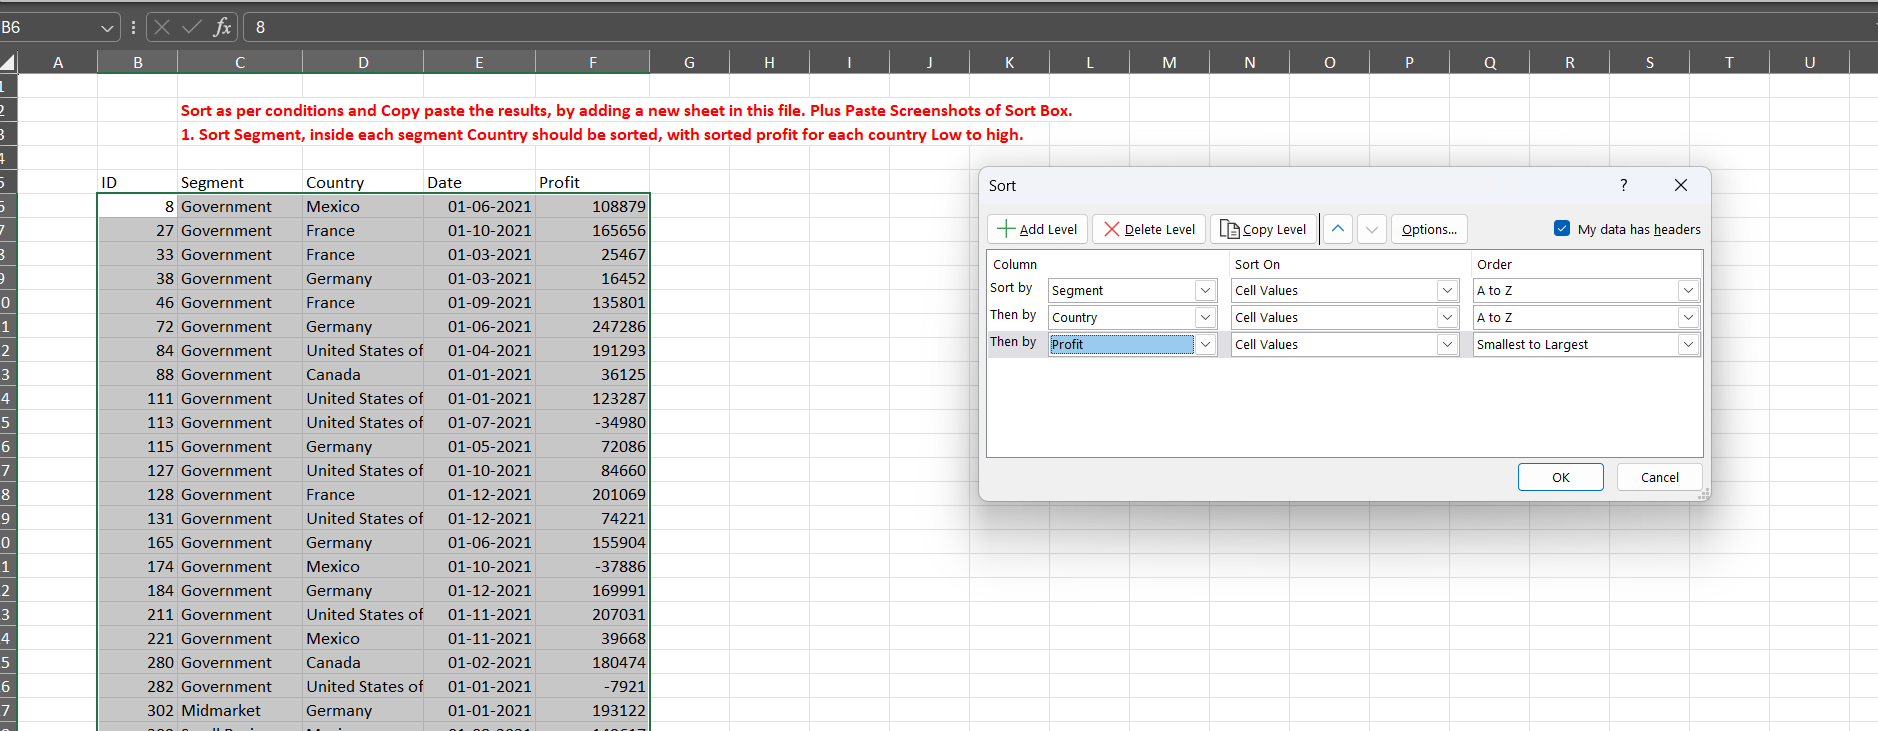 B6 fx 8
A B C D E F G H I J K L M N O P Q R S T U
1
2 Sort as per conditions and Copy paste the results, by adding a new sheet in this file. Plus Paste Screenshots of Sort Box.
3 1. Sort Segment, inside each segment Country should be sorted, with sorted profit for each country Low to high.
4
5 ID Segment Country Date Profit
8 Government Mexico 01-06-2021 108879
27 Government France 01-10-2021 165656
33 Government France 01-03-2021 25467
38 Government Germany 01-03-2021 16452
46 Government France 01-09-2021 135801
72 Government Germany 01-06-2021 247286
84 Government United States of 01-04-2021 191293
88 Government Canada 01-01-2021 36125
111 Government United States of 01-07-2021 123287
113 Government United States of 01-07-2021 -34980
115 Government Germany 01-05-2021 72086
127 Government United States of 01-10-2021 84660
128 Government France 01-12-2021 201069
131 Government United States of 01-12-2021 74221
165 Government Germany 01-06-2021 155904
174 Government Mexico 01-10-2021 -37886
184 Government Germany 01-12-2021 169991
211 Government United States of 01-11-2021 207031
221 Government Mexico 01-11-2021 39668
280 Government Canada 01-02-2021 180474
282 Government United States of 01-01-2021 -7921
302 Midmarket Germany 01-01-2021 193122
Sort ?
Add Level Delete Level Copy Level Options... My data has headers
Column Sort On Order
Sort by Segment Cell Values A to Z
Then by Country Cell Values A to Z
Then by Profit Cell Values Smallest to Largest
OK Cancel